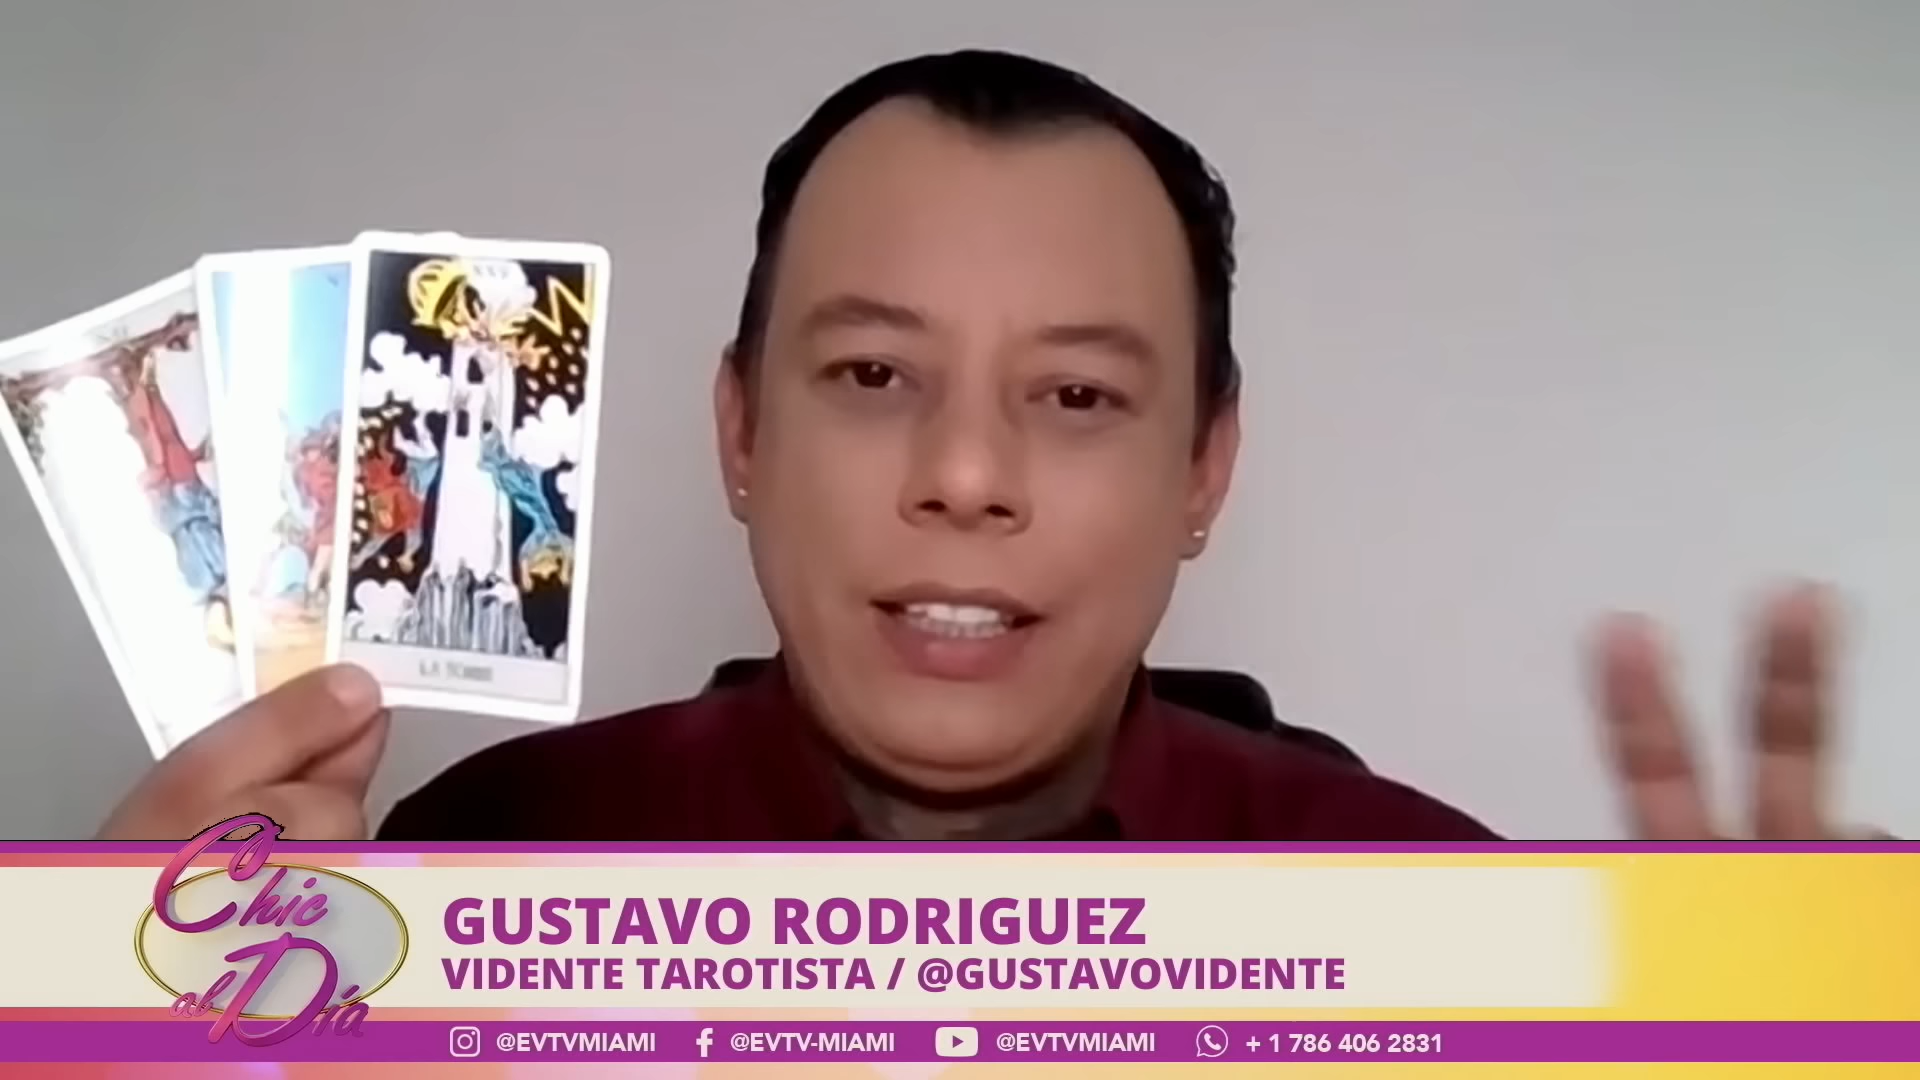 Chic
al Día
GUSTAVO RODRIGUEZ
VIDENTE TAROTISTA / @GUSTAVOVIDENTE
@EVTVMIAMI @EVTV-MIAMI @EVTVMIAMI + 1 786 406 2831